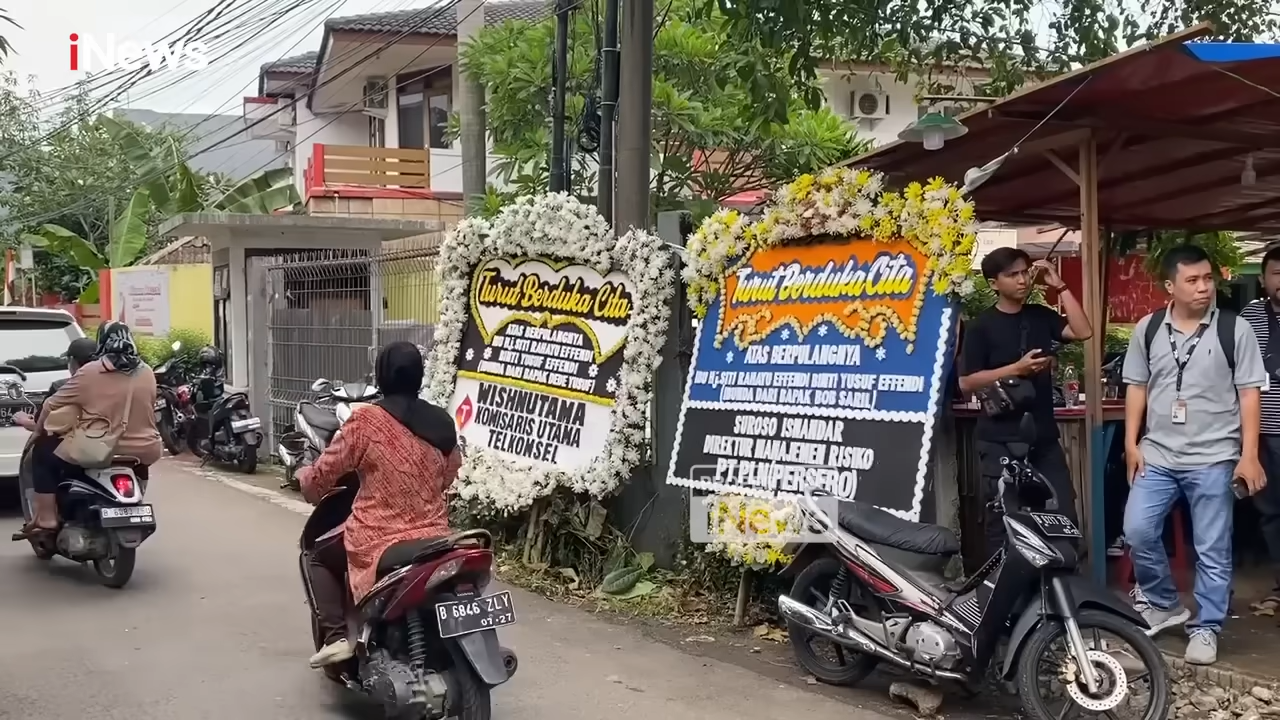 iNews
Turut Berduka Cita
ATAS BERPULANGNYA
IBU Hj. SITI RAHAYU EFFENDI
BINTI YUSUF EFFENDI
(BUNDA DARI BAPAK DEDE YUSUF)
WISHNUTAMA
KOMISARIS UTAMA
TELKOMSEL
Turut Berduka Cita
ATAS BERPULANGNYA
IBU Hj. SITI RAHAYU EFFENDI BINTI YUSUF EFFENDI
(BUNDA DARI BAPAK BOB SARIL)
SUROSO ISNANDAR
DIREKTUR MANAJEMEN RISIKO
PT. PLN (PERSERO)
iNews
B 6846 ZLY
07-27